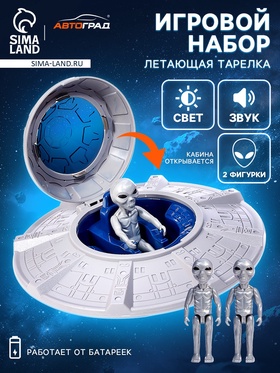 SIMA
LAND
АВТОГРАД
SIMA-LAND.RU
ИГРОВОЙ
НАБОР
ЛЕТАЮЩАЯ ТАРЕЛКА
СВЕТ
ЗВУК
КАБИНА
ОТКРЫВАЕТСЯ
2 ФИГУРКИ
РАБОТАЕТ ОТ БАТАРЕЕК